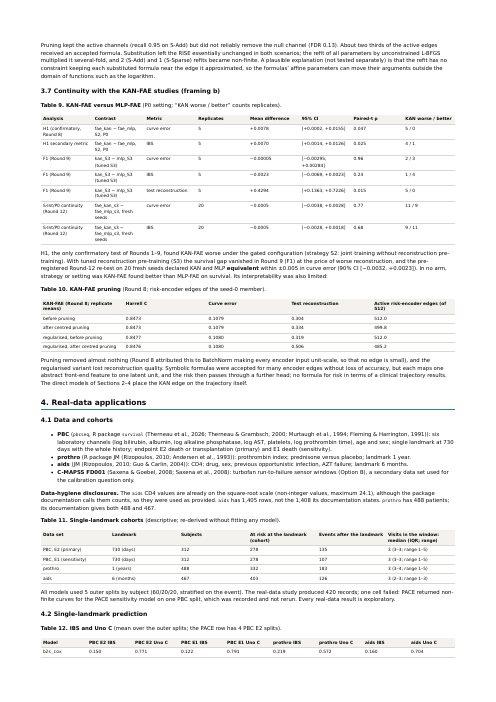 Pruning kept the active channels (recall 0.95 on S-Add) but did not reliably remove the null channel (FDR 0.13). About two thirds of the active edges
received an accepted formula. Substitution left the RISE essentially unchanged in both scenarios; the refit of all parameters by unconstrained L-BFGS
multiplied it several-fold, and 2 (S-Add) and 1 (S-Sparse) refits became non-finite. A plausible explanation (not tested separately) is that the refit has no
constraint keeping each substituted formula near the edge it approximated, so the formulas' affine parameters can move their arguments outside the
domain of functions such as the logarithm.
3.7 Continuity with the KAN-FAE studies (framing b)
Table 9. KAN-FAE versus MLP-FAE (P0 setting; "KAN worse / better" counts replicates).
Analysis Contrast Metric Replicates Mean difference 95% CI Paired-t p KAN worse / better
H1 (confirmatory, Round 8) fae_kan − fae_mlp, S2, P0 curve error 5 +0.0078 [+0.0002, +0.0155] 0.047 5 / 0
H1 secondary metric fae_kan − fae_mlp, S2, P0 IBS 5 +0.0070 [+0.0014, +0.0126] 0.025 4 / 1
F1 (Round 9) kan_S3 − mlp_S3 (tuned S3) curve error 5 −0.00005 [−0.00295, +0.00284] 0.96 2 / 3
F1 (Round 9) kan_S3 − mlp_S3 (tuned S3) IBS 5 −0.0023 [−0.0069, +0.0023] 0.24 1 / 4
F1 (Round 9) kan_S3 − mlp_S3 (tuned S3) test reconstruction 5 +0.4294 [+0.1363, +0.7226] 0.015 5 / 0
S-Int/P0 continuity (Round 12) fae_kan_s3 − fae_mlp_s3, fresh seeds curve error 20 −0.0005 [−0.0038, +0.0028] 0.77 11 / 9
S-Int/P0 continuity (Round 12) fae_kan_s3 − fae_mlp_s3, fresh seeds IBS 20 −0.0005 [−0.0028, +0.0018] 0.68 9 / 11
H1, the only confirmatory test of Rounds 1–9, found KAN-FAE worse under the gated configuration (strategy S2: joint training without reconstruction pre-
training). With tuned reconstruction pre-training (S3) the survival gap vanished in Round 9 (F1) at the price of worse reconstruction, and the pre-
registered Round-12 re-test on 20 fresh seeds declared KAN and MLP equivalent within ±0.005 in curve error (90% CI [−0.0032, +0.0023]). In no arm,
strategy or setting was KAN-FAE found better than MLP-FAE on survival. Its interpretability was also limited:
Table 10. KAN-FAE pruning (Round 8; risk-encoder edges of the seed-0 member).
KAN-FAE (Round 8; replicate means) Harrell C Curve error Test reconstruction Active risk-encoder edges (of 512)
before pruning 0.8473 0.1079 0.304 512.0
after centred pruning 0.8473 0.1079 0.334 499.8
regularised, before pruning 0.8477 0.1080 0.319 512.0
regularised, after centred pruning 0.8476 0.1080 0.506 485.2
Pruning removed almost nothing (Round 8 attributed this to BatchNorm making every encoder input unit-scale, so that no edge is small), and the
regularised variant lost reconstruction quality. Symbolic formulas were accepted for many encoder edges without loss of accuracy, but each maps one
abstract front-end feature to one latent unit, and the risk then passes through a further head; no formula for risk in terms of a clinical trajectory results.
The direct models of Sections 2–4 place the KAN edge on the trajectory itself.
4. Real-data applications
4.1 Data and cohorts
• PBC (pbcseq, R package survival (Therneau et al., 2026; Therneau & Grambsch, 2000; Murtaugh et al., 1994; Fleming & Harrington, 1991)): six
laboratory channels (log bilirubin, albumin, log alkaline phosphatase, log AST, platelets, log prothrombin time), age and sex; single landmark at 730
days with the whole history; endpoint E2 death or transplantation (primary) and E1 death (sensitivity).
• prothro (R package JM (Rizopoulos, 2010; Andersen et al., 1993)): prothrombin index; prednisone versus placebo; landmark 1 year.
• aids (JM (Rizopoulos, 2010; Guo & Carlin, 2004)): CD4; drug, sex, previous opportunistic infection, AZT failure; landmark 6 months.
• C-MAPSS FD001 (Saxena & Goebel, 2008; Saxena et al., 2008): turbofan run-to-failure sensor windows (Option B), a secondary data set used for
the calibration question only.
Data-hygiene disclosures. The aids CD4 values are already on the square-root scale (non-integer values, maximum 24.1), although the package
documentation calls them counts, so they were used as provided. aids has 1,405 rows, not the 1,408 its documentation states. prothro has 488 patients;
its documentation gives both 488 and 467.
Table 11. Single-landmark cohorts (descriptive; re-derived without fitting any model).
Data set Landmark Subjects At risk at the landmark (cohort) Events after the landmark Visits in the window: median (IQR; range)
PBC, E2 (primary) 730 (days) 312 278 135 3 (3–3; range 1–5)
PBC, E1 (sensitivity) 730 (days) 312 278 107 3 (3–3; range 1–5)
prothro 1 (years) 488 332 183 3 (3–4; range 1–5)
aids 6 (months) 467 403 126 3 (2–3; range 1–3)
All models used 5 outer splits by subject (60/20/20, stratified on the event). The real-data study produced 420 records; one cell failed: PACE returned non-
finite curves for the PACE sensitivity model on one PBC split, which was recorded and not rerun. Every real-data result is exploratory.
4.2 Single-landmark prediction
Table 12. IBS and Uno C (mean over the outer splits; the PACE row has 4 PBC E2 splits).
Model PBC E2 IBS PBC E2 Uno C PBC E1 IBS PBC E1 Uno C prothro IBS prothro Uno C aids IBS aids Uno C
b2s_cox 0.150 0.771 0.122 0.791 0.219 0.572 0.160 0.704